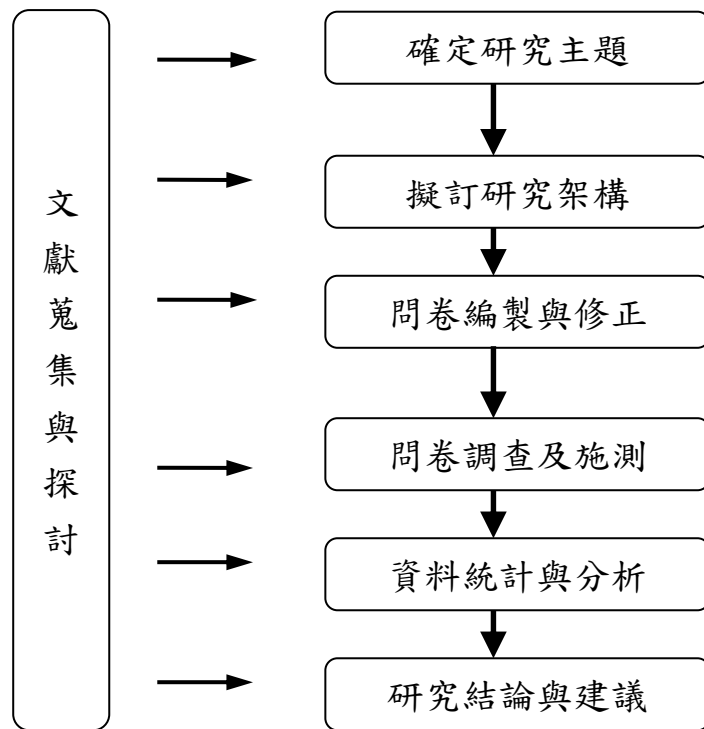 文獻蒐集與探討
確定研究主題
擬訂研究架構
問卷編製與修正
問卷調查及施測
資料統計與分析
研究結論與建議